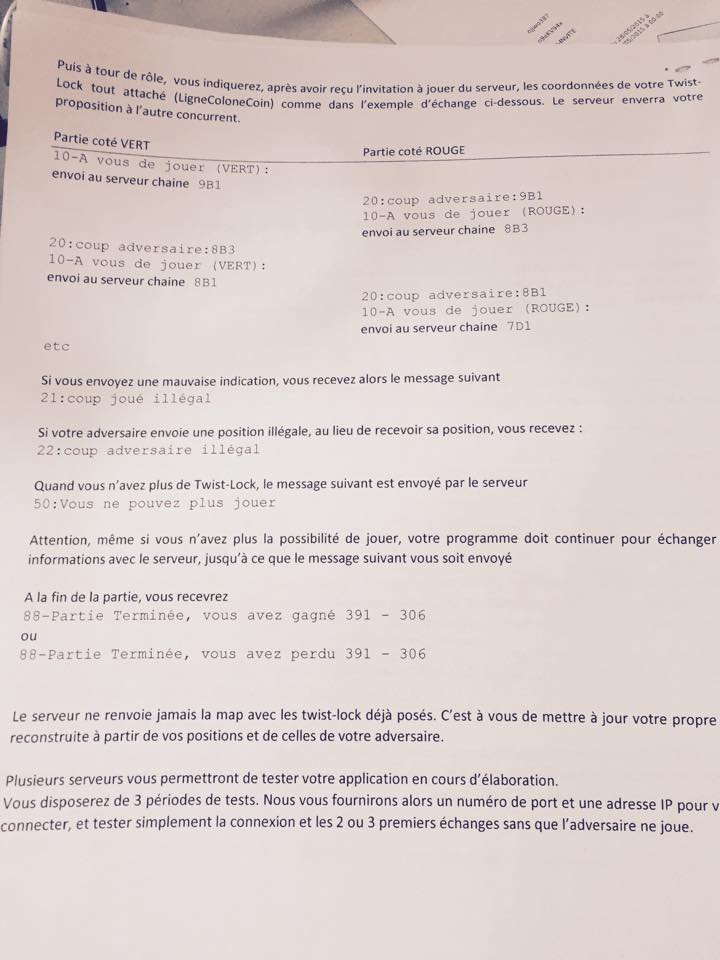 28/05/2015 à
Puis à tour de rôle, vous indiquerez, après avoir reçu l'invitation à jouer du serveur, les coordonnées de votre Twist-
Lock tout attaché (LigneColoneCoin) comme dans l'exemple d'échange ci-dessous. Le serveur enverra votre
proposition à l'autre concurrent.
Partie coté VERT
Partie coté ROUGE
10-A vous de jouer (VERT):
envoi au serveur chaine 9B1
20:coup adversaire:9B1
10-A vous de jouer (ROUGE):
envoi au serveur chaine 8B3
20:coup adversaire:8B3
10-A vous de jouer (VERT):
envoi au serveur chaine 8B1
20:coup adversaire:8B1
10-A vous de jouer (ROUGE):
envoi au serveur chaine 7D1
etc
Si vous envoyez une mauvaise indication, vous recevez alors le message suivant
21:coup joué illégal
Si votre adversaire envoie une position illégale, au lieu de recevoir sa position, vous recevez :
22:coup adversaire illégal
Quand vous n'avez plus de Twist-Lock, le message suivant est envoyé par le serveur
50:Vous ne pouvez plus jouer
Attention, même si vous n'avez plus la possibilité de jouer, votre programme doit continuer pour échanger
informations avec le serveur, jusqu'à ce que le message suivant vous soit envoyé
A la fin de la partie, vous recevrez
88-Partie Terminée, vous avez gagné 391 - 306
ou
88-Partie Terminée, vous avez perdu 391 - 306
Le serveur ne renvoie jamais la map avec les twist-lock déjà posés. C'est à vous de mettre à jour votre propre
reconstruite à partir de vos positions et de celles de votre adversaire.
Plusieurs serveurs vous permettront de tester votre application en cours d'élaboration.
Vous disposerez de 3 périodes de tests. Nous vous fournirons alors un numéro de port et une adresse IP pour v
connecter, et tester simplement la connexion et les 2 ou 3 premiers échanges sans que l'adversaire ne joue.